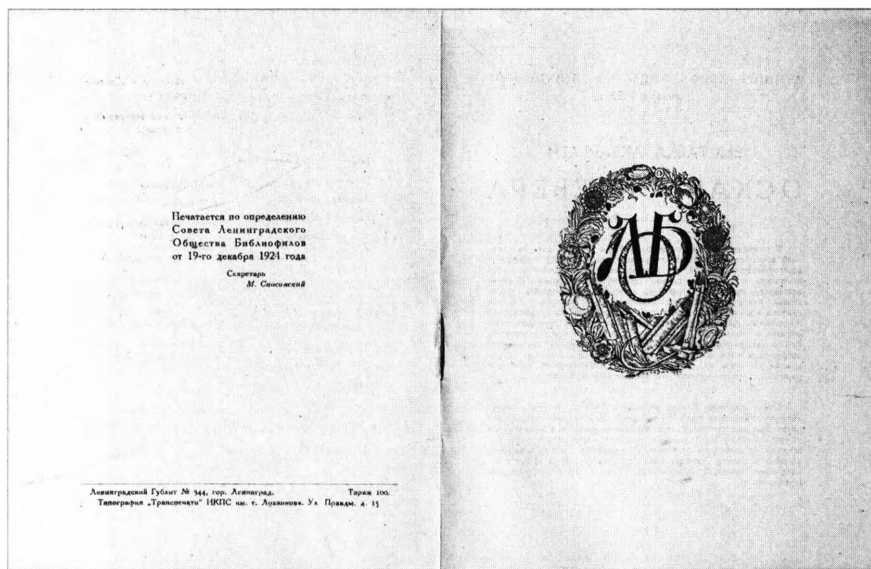 Печатается по определению
Совета Ленинградского
Общества Библиофилов
от 19-го декабря 1924 года
Секретарь
М.
ЛОБ
Ленинградский Гублит № 344, гор. Ленинград. Тираж 100.
Типография „Транспечати" НКПС им. т. Лоханкова. Ул. Правды, д. 15